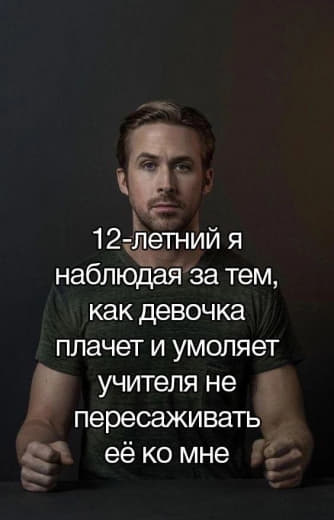 12-летний я
наблюдая за тем,
как девочка
плачет и умоляет
учителя не
пересаживать
её ко мне